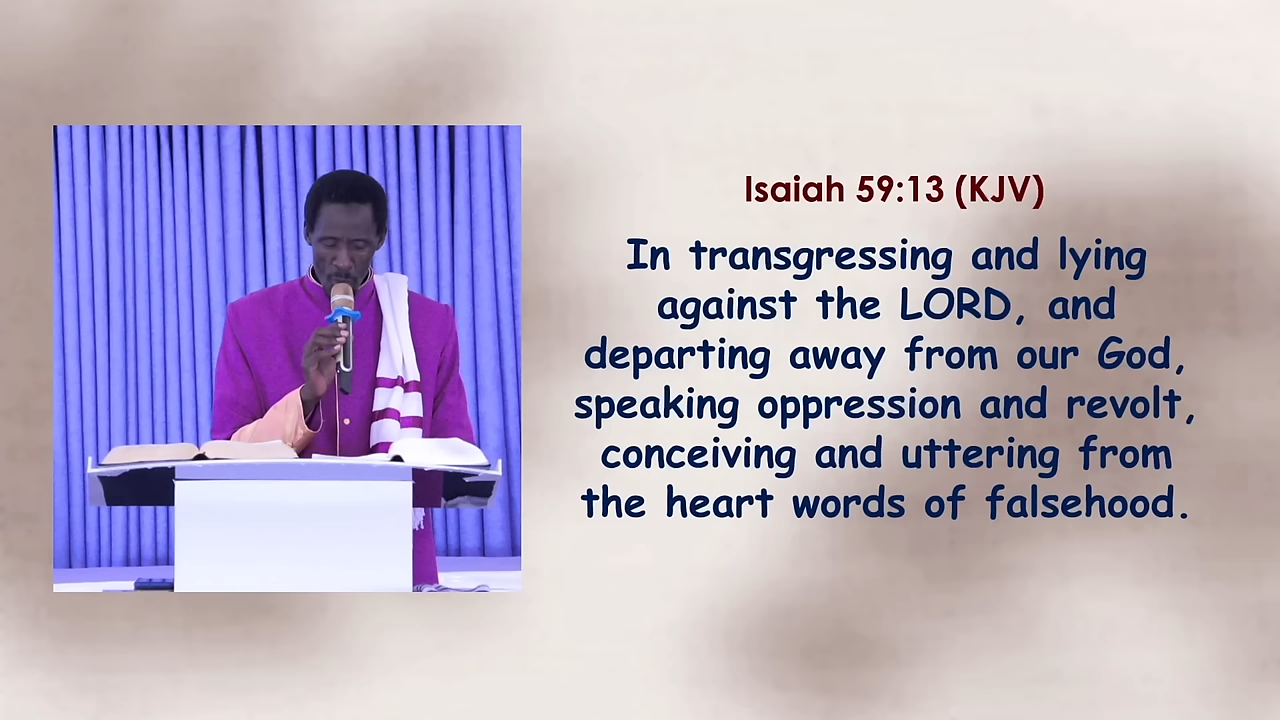 Isaiah 59:13 (KJV)
In transgressing and lying
against the LORD, and
departing away from our God,
speaking oppression and revolt,
conceiving and uttering from
the heart words of falsehood.